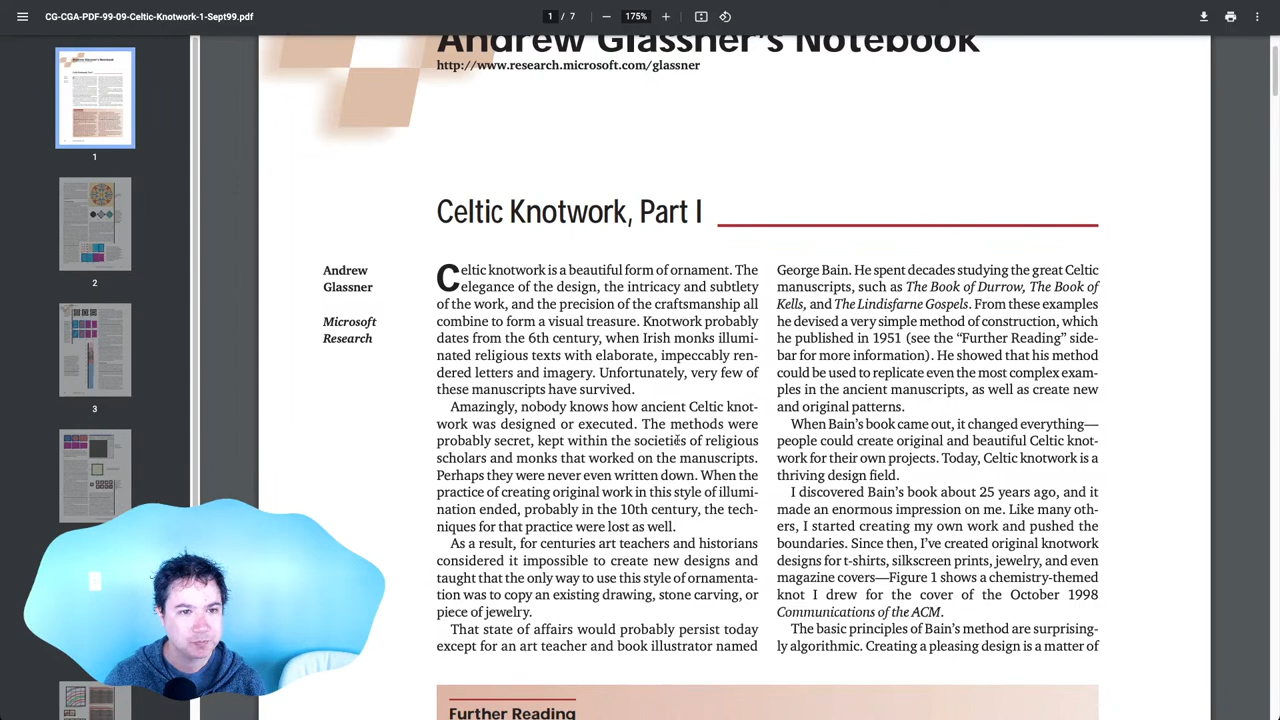 CG-CGA-PDF-99-09-Celtic-Knotwork-1-Sept99.pdf
1 / 7
175%
Andrew Glassner's Notebook
http://www.research.microsoft.com/glassner
Celtic Knotwork, Part I
Andrew
Glassner
Microsoft
Research
Celtic knotwork is a beautiful form of ornament. The
elegance of the design, the intricacy and subtlety
of the work, and the precision of the craftsmanship all
combine to form a visual treasure. Knotwork probably
dates from the 6th century, when Irish monks illumi-
nated religious texts with elaborate, impeccably ren-
dered letters and imagery. Unfortunately, very few of
these manuscripts have survived.
Amazingly, nobody knows how ancient Celtic knot-
work was designed or executed. The methods were
probably secret, kept within the societies of religious
scholars and monks that worked on the manuscripts.
Perhaps they were never even written down. When the
practice of creating original work in this style of illumi-
nation ended, probably in the 10th century, the tech-
niques for that practice were lost as well.
As a result, for centuries art teachers and historians
considered it impossible to create new designs and
taught that the only way to use this style of ornamenta-
tion was to copy an existing drawing, stone carving, or
piece of jewelry.
That state of affairs would probably persist today
except for an art teacher and book illustrator named
George Bain. He spent decades studying the great Celtic
manuscripts, such as The Book of Durrow, The Book of
Kells, and The Lindisfarne Gospels. From these examples
he devised a very simple method of construction, which
he published in 1951 (see the “Further Reading” side-
bar for more information). He showed that his method
could be used to replicate even the most complex exam-
ples in the ancient manuscripts, as well as create new
and original patterns.
When Bain's book came out, it changed everything—
people could create original and beautiful Celtic knot-
work for their own projects. Today, Celtic knotwork is a
thriving design field.
I discovered Bain's book about 25 years ago, and it
made an enormous impression on me. Like many oth-
ers, I started creating my own work and pushed the
boundaries. Since then, I've created original knotwork
designs for t-shirts, silkscreen prints, jewelry, and even
magazine covers—Figure 1 shows a chemistry-themed
knot I drew for the cover of the October 1998
Communications of the ACM.
The basic principles of Bain's method are surprising-
ly algorithmic. Creating a pleasing design is a matter of
Further Reading
1
2
3